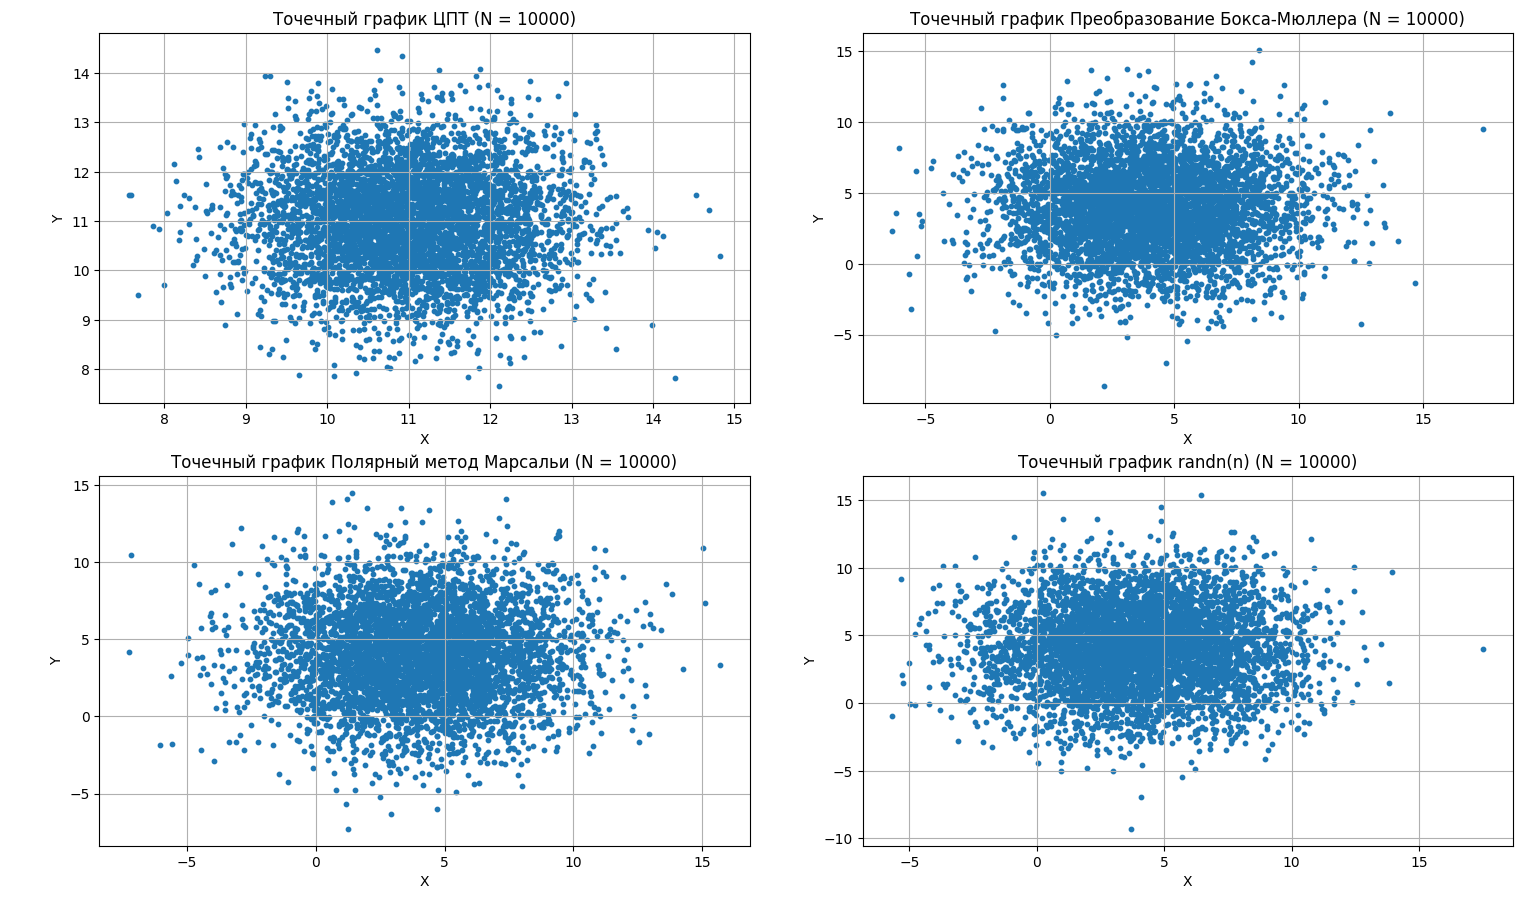 Точечный график ЦПТ (N = 10000)
14
13
12
11
10
9
8
Y
8 9 10 11 12 13 14 15
X
Точечный график Преобразование Бокса-Мюллера (N = 10000)
15
10
5
0
−5
Y
−5 0 5 10 15
X
Точечный график Полярный метод Марсальи (N = 10000)
15
10
5
0
−5
Y
−5 0 5 10 15
X
Точечный график randn(n) (N = 10000)
15
10
5
0
−5
−10
Y
−5 0 5 10 15
X